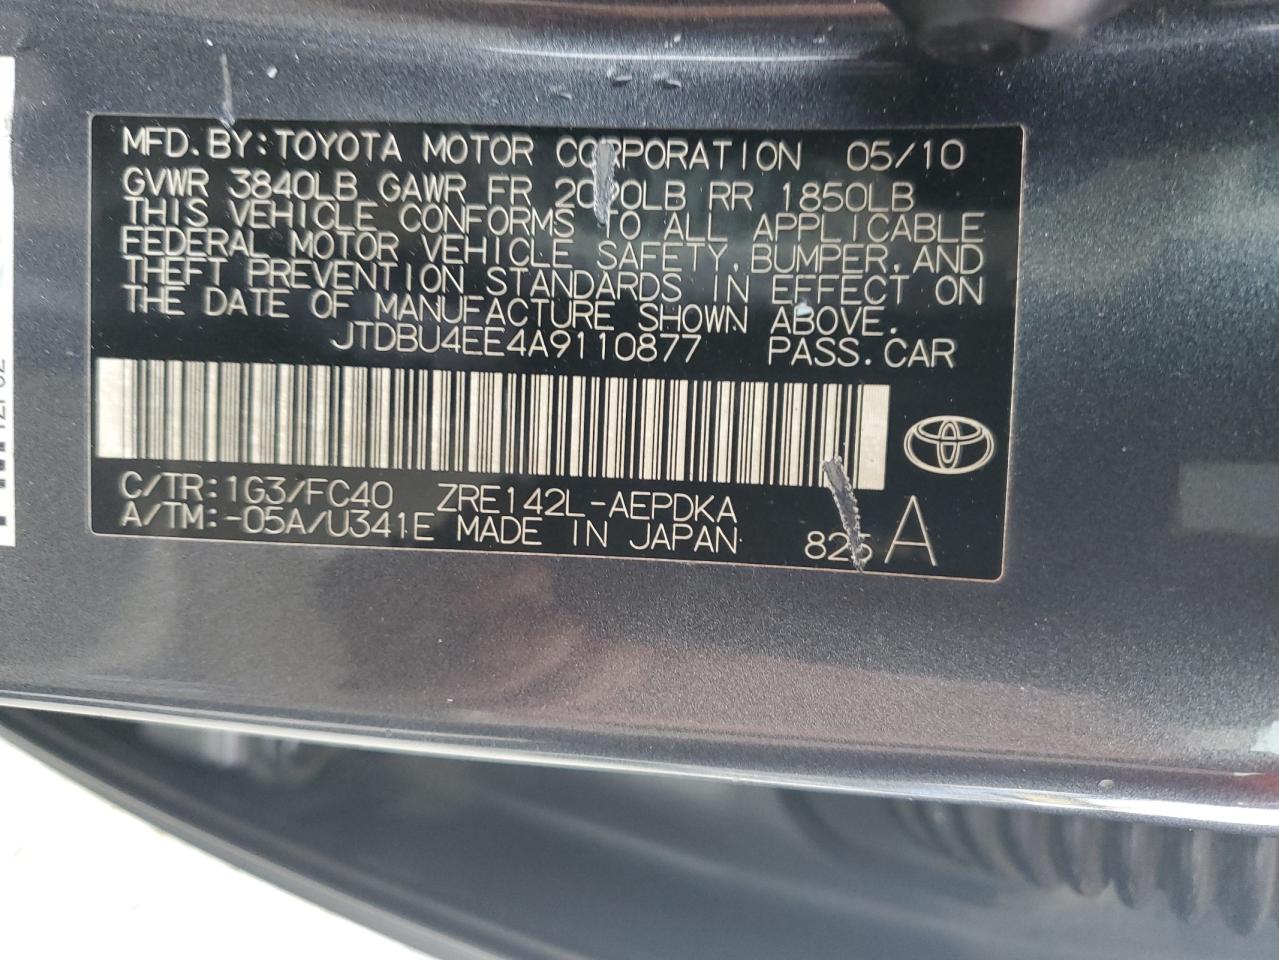 MFD. BY: TOYOTA MOTOR CORPORATION 05/10
GVWR 3840LB GAWR FR 2020LB RR 1850LB
THIS VEHICLE CONFORMS TO ALL APPLICABLE
FEDERAL MOTOR VEHICLE SAFETY, BUMPER, AND
THEFT PREVENTION STANDARDS IN EFFECT ON
THE DATE OF MANUFACTURE SHOWN ABOVE.
JTDBU4EE4A9110877 PASS. CAR
C/TR: 1G3/FC40 ZRE142L-AEPDKA
A/TM: -05A/U341E MADE IN JAPAN 825 A